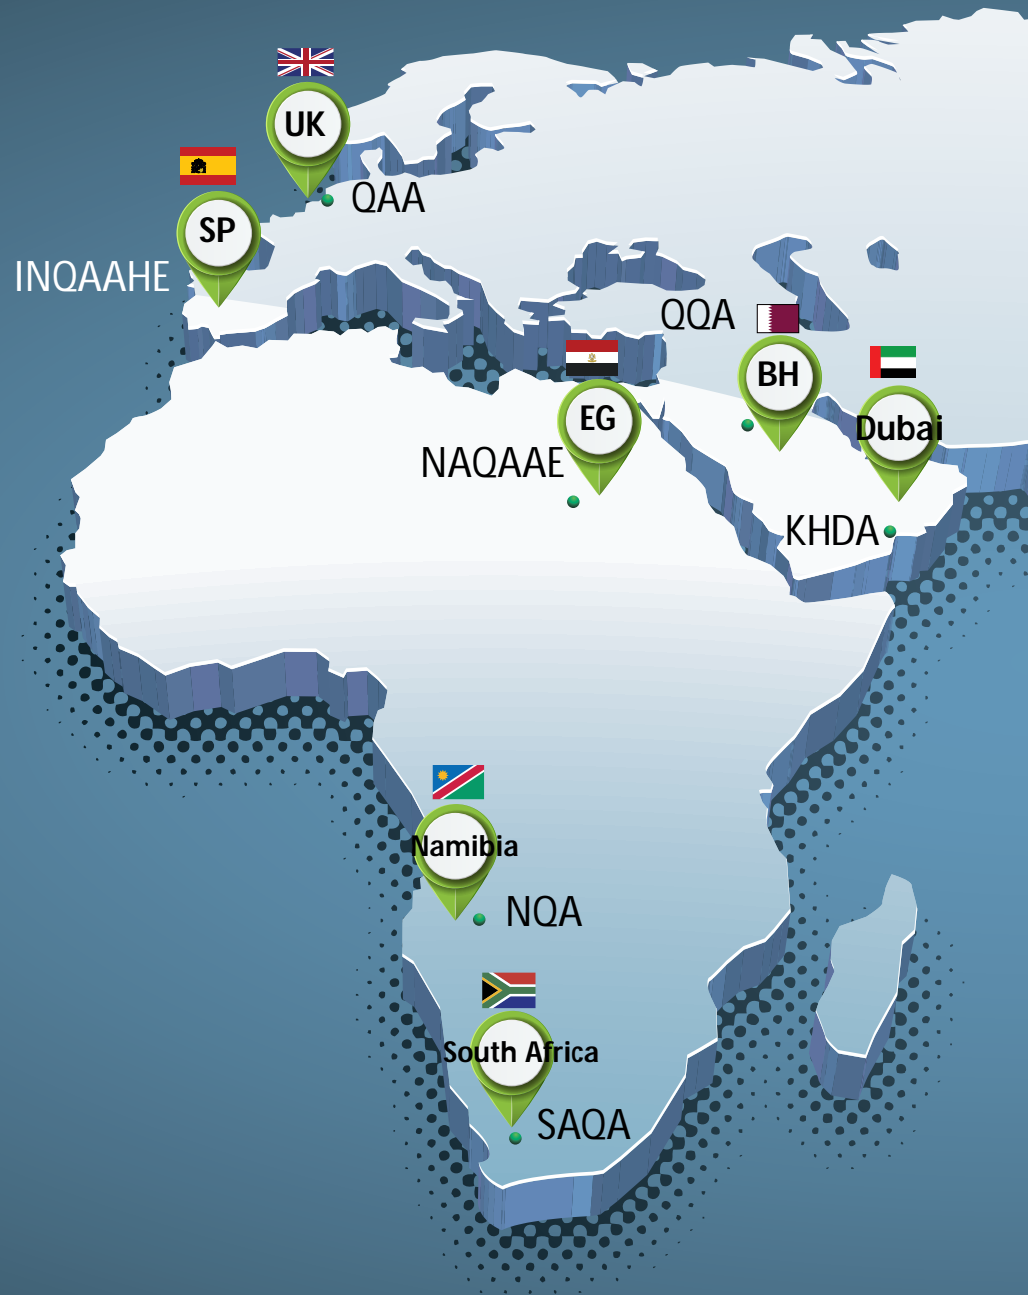 UK
QAA
SP
INQAAHE
QQA
BH
EG
Dubai
NAQAAE
KHDA
Namibia
NQA
South Africa
SAQA